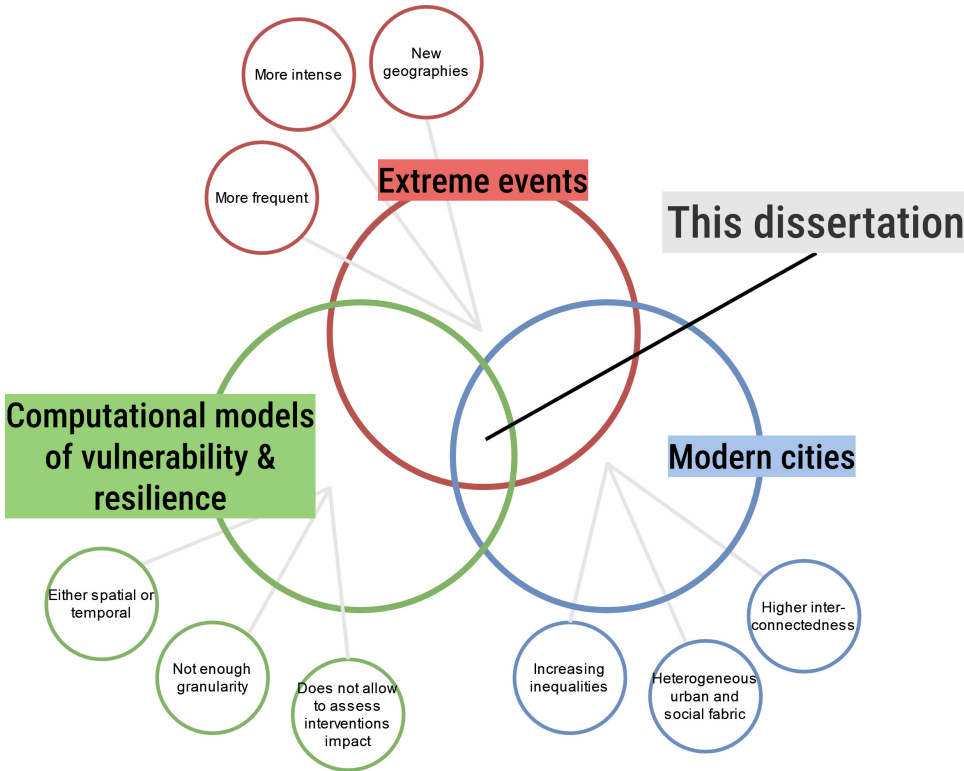 New
geographies
More intense
More frequent
Extreme events
This dissertation
Computational models
of vulnerability &
resilience
Modern cities
Either spatial or
temporal
Not enough
granularity
Does not allow
to assess
interventions
impact
Increasing
inequalities
Heterogeneous
urban and
social fabric
Higher inter-
connectedness